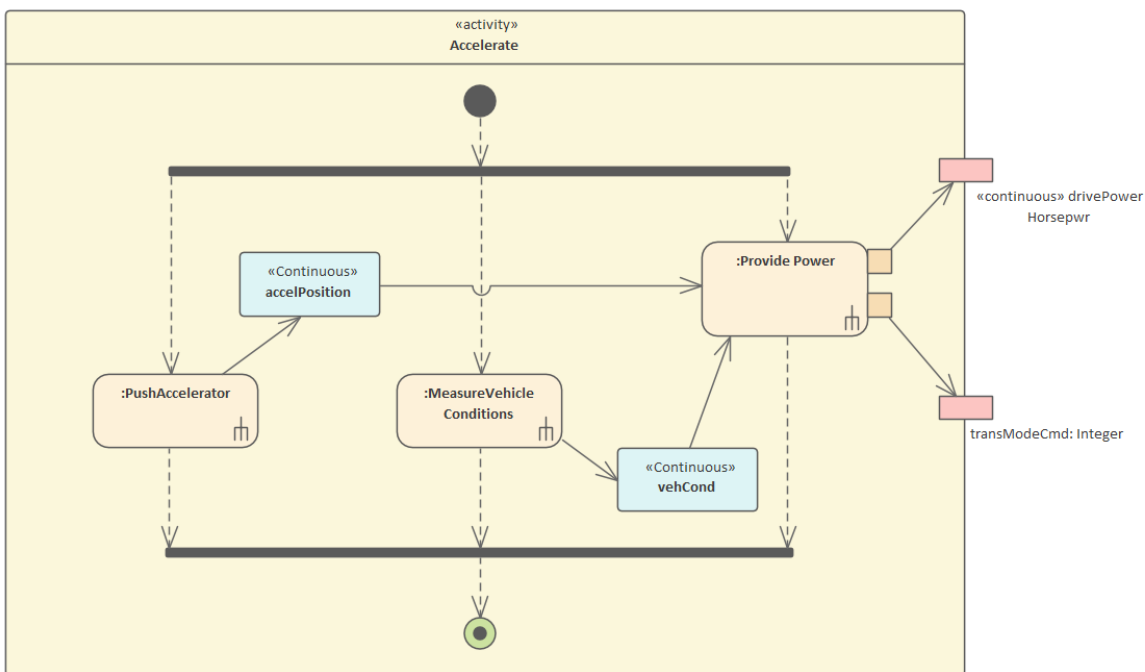 «activity»
Accelerate
«continuous» drivePower
Horsepwr
:Provide Power
«Continuous»
accelPosition
:PushAccelerator
:MeasureVehicle
Conditions
transModeCmd: Integer
«Continuous»
vehCond